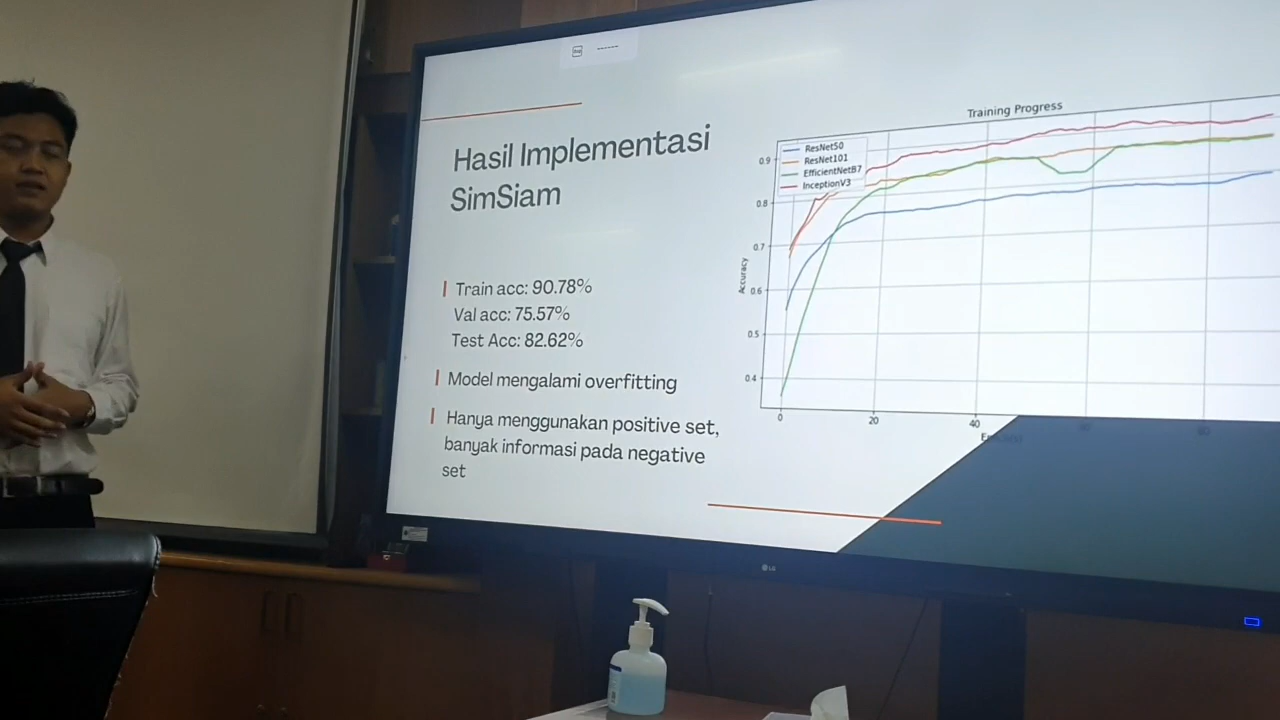 Hasil Implementasi
SimSiam
Train acc: 90.78%
Val acc: 75.57%
Test Acc: 82.62%
Model mengalami overfitting
Hanya menggunakan positive set,
banyak informasi pada negative
set
Training Progress
ResNet50
ResNet101
EfficientNetB7
InceptionV3
Accuracy
0.9
0.8
0.7
0.6
0.5
0.4
0
20
40
LG